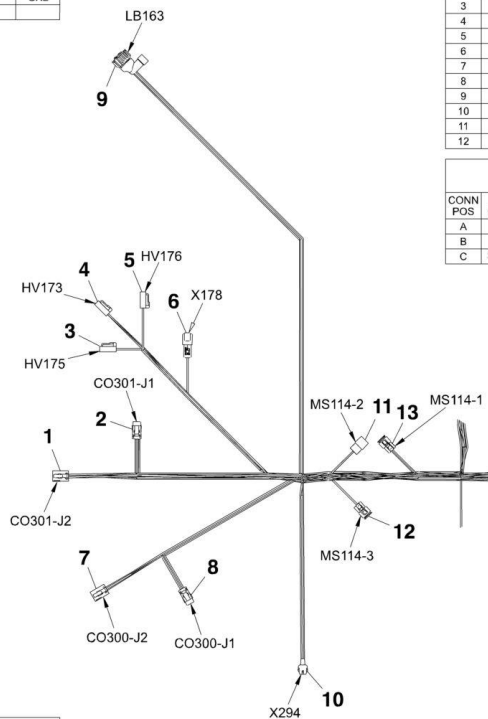 LB163
9
3
4
5
6
7
8
9
10
11
12
CONN
POS
A
B
C
5
HV176
4
HV173
6
X178
3
HV175
CO301-J1
2
MS114-2
11
13
MS114-1
1
CO301-J2
12
MS114-3
7
8
CO300-J2
CO300-J1
10
X294